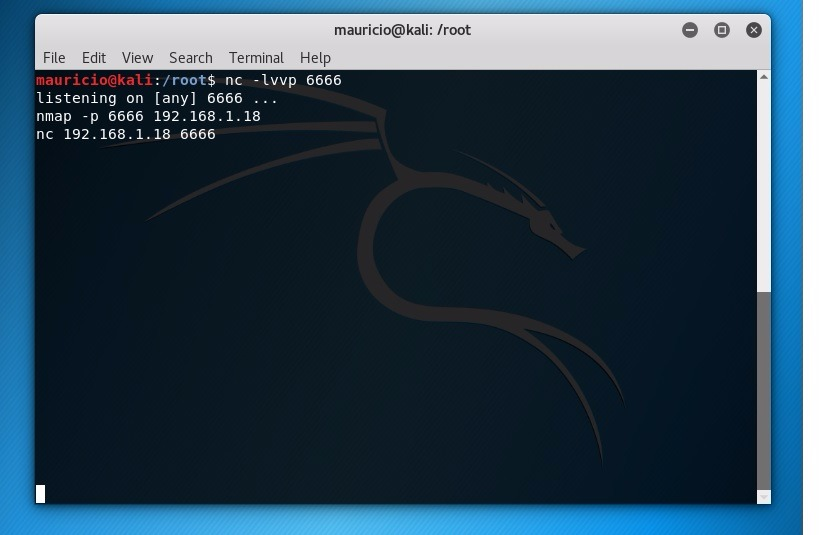 mauricio@kali: /root
File Edit View Search Terminal Help
mauricio@kali:/root$ nc -lvvp 6666
listening on [any] 6666 ...
nmap -p 6666 192.168.1.18
nc 192.168.1.18 6666